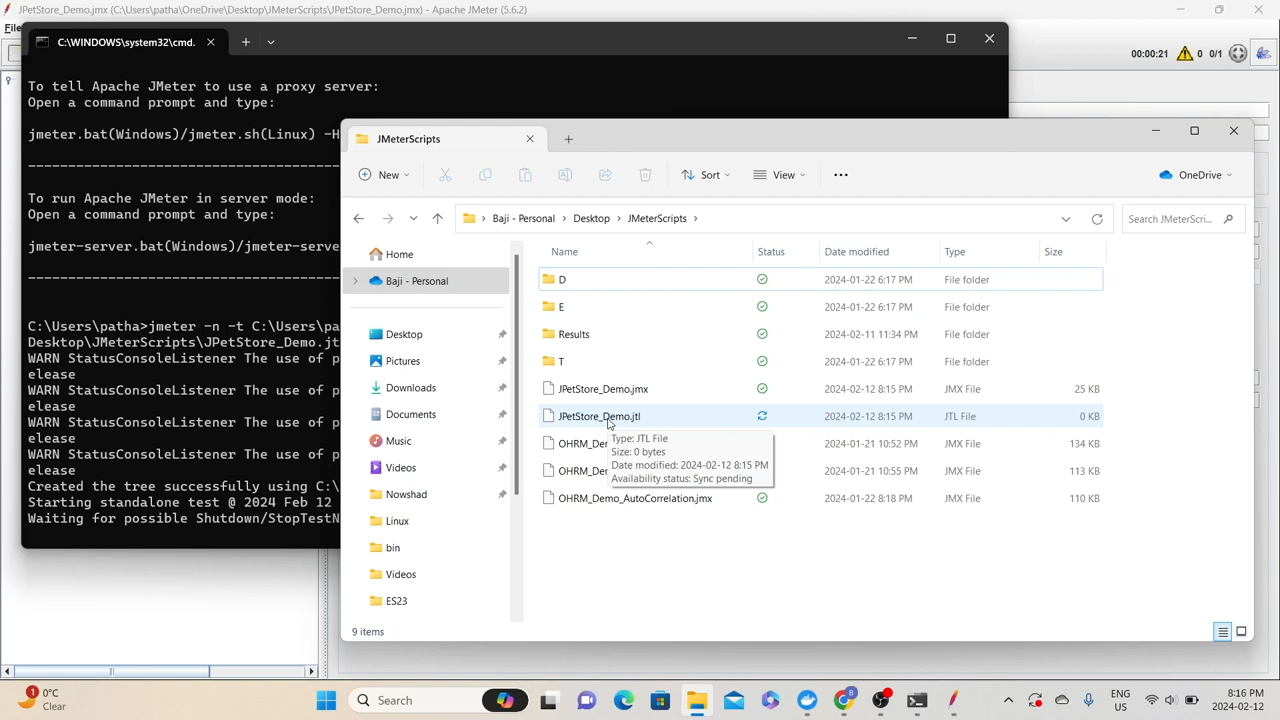 JPetStore_Demo.jmx (C:\Users\patha\OneDrive\Desktop\JMeterScripts\JPetStore_Demo.jmx) - Apache JMeter (5.6.2)
File
C:\WINDOWS\system32\cmd.
00:00:21
0
0/1
To tell Apache JMeter to use a proxy server:
Open a command prompt and type:
jmeter.bat(Windows)/jmeter.sh(Linux) -H
To run Apache JMeter in server mode:
Open a command prompt and type:
jmeter-server.bat(Windows)/jmeter-serve
C:\Users\patha>jmeter -n -t C:\Users\pa
Desktop\JMeterScripts\JPetStore_Demo.jt
WARN StatusConsoleListener The use of p
elease
WARN StatusConsoleListener The use of p
elease
WARN StatusConsoleListener The use of p
elease
WARN StatusConsoleListener The use of p
elease
Created the tree successfully using C:\
Starting standalone test @ 2024 Feb 12
Waiting for possible Shutdown/StopTestN
JMeterScripts
New
Sort
View
OneDrive
Baji - Personal > Desktop > JMeterScripts >
Search JMeterScri...
Name Status Date modified Type Size
Home
Baji - Personal
Desktop
Pictures
Downloads
Documents
Music
Videos
Nowshad
Linux
bin
Videos
ES23
D 2024-01-22 6:17 PM File folder
E 2024-01-22 6:17 PM File folder
Results 2024-02-11 11:34 PM File folder
T 2024-01-22 6:17 PM File folder
JPetStore_Demo.jmx 2024-02-12 8:15 PM JMX File 25 KB
JPetStore_Demo.jtl 2024-02-12 8:15 PM JTL File 0 KB
OHRM_Der 2024-01-21 10:52 PM JMX File 134 KB
OHRM_Der 2024-01-21 10:55 PM JMX File 113 KB
OHRM_Demo_AutoCorrelation.jmx 2024-01-22 8:18 PM JMX File 110 KB
Type: JTL File
Size: 0 bytes
Date modified: 2024-02-12 8:15 PM
Availability status: Sync pending
9 items
1
0°C
Clear
Search
8
ENG
US
8:16 PM
2024-02-12